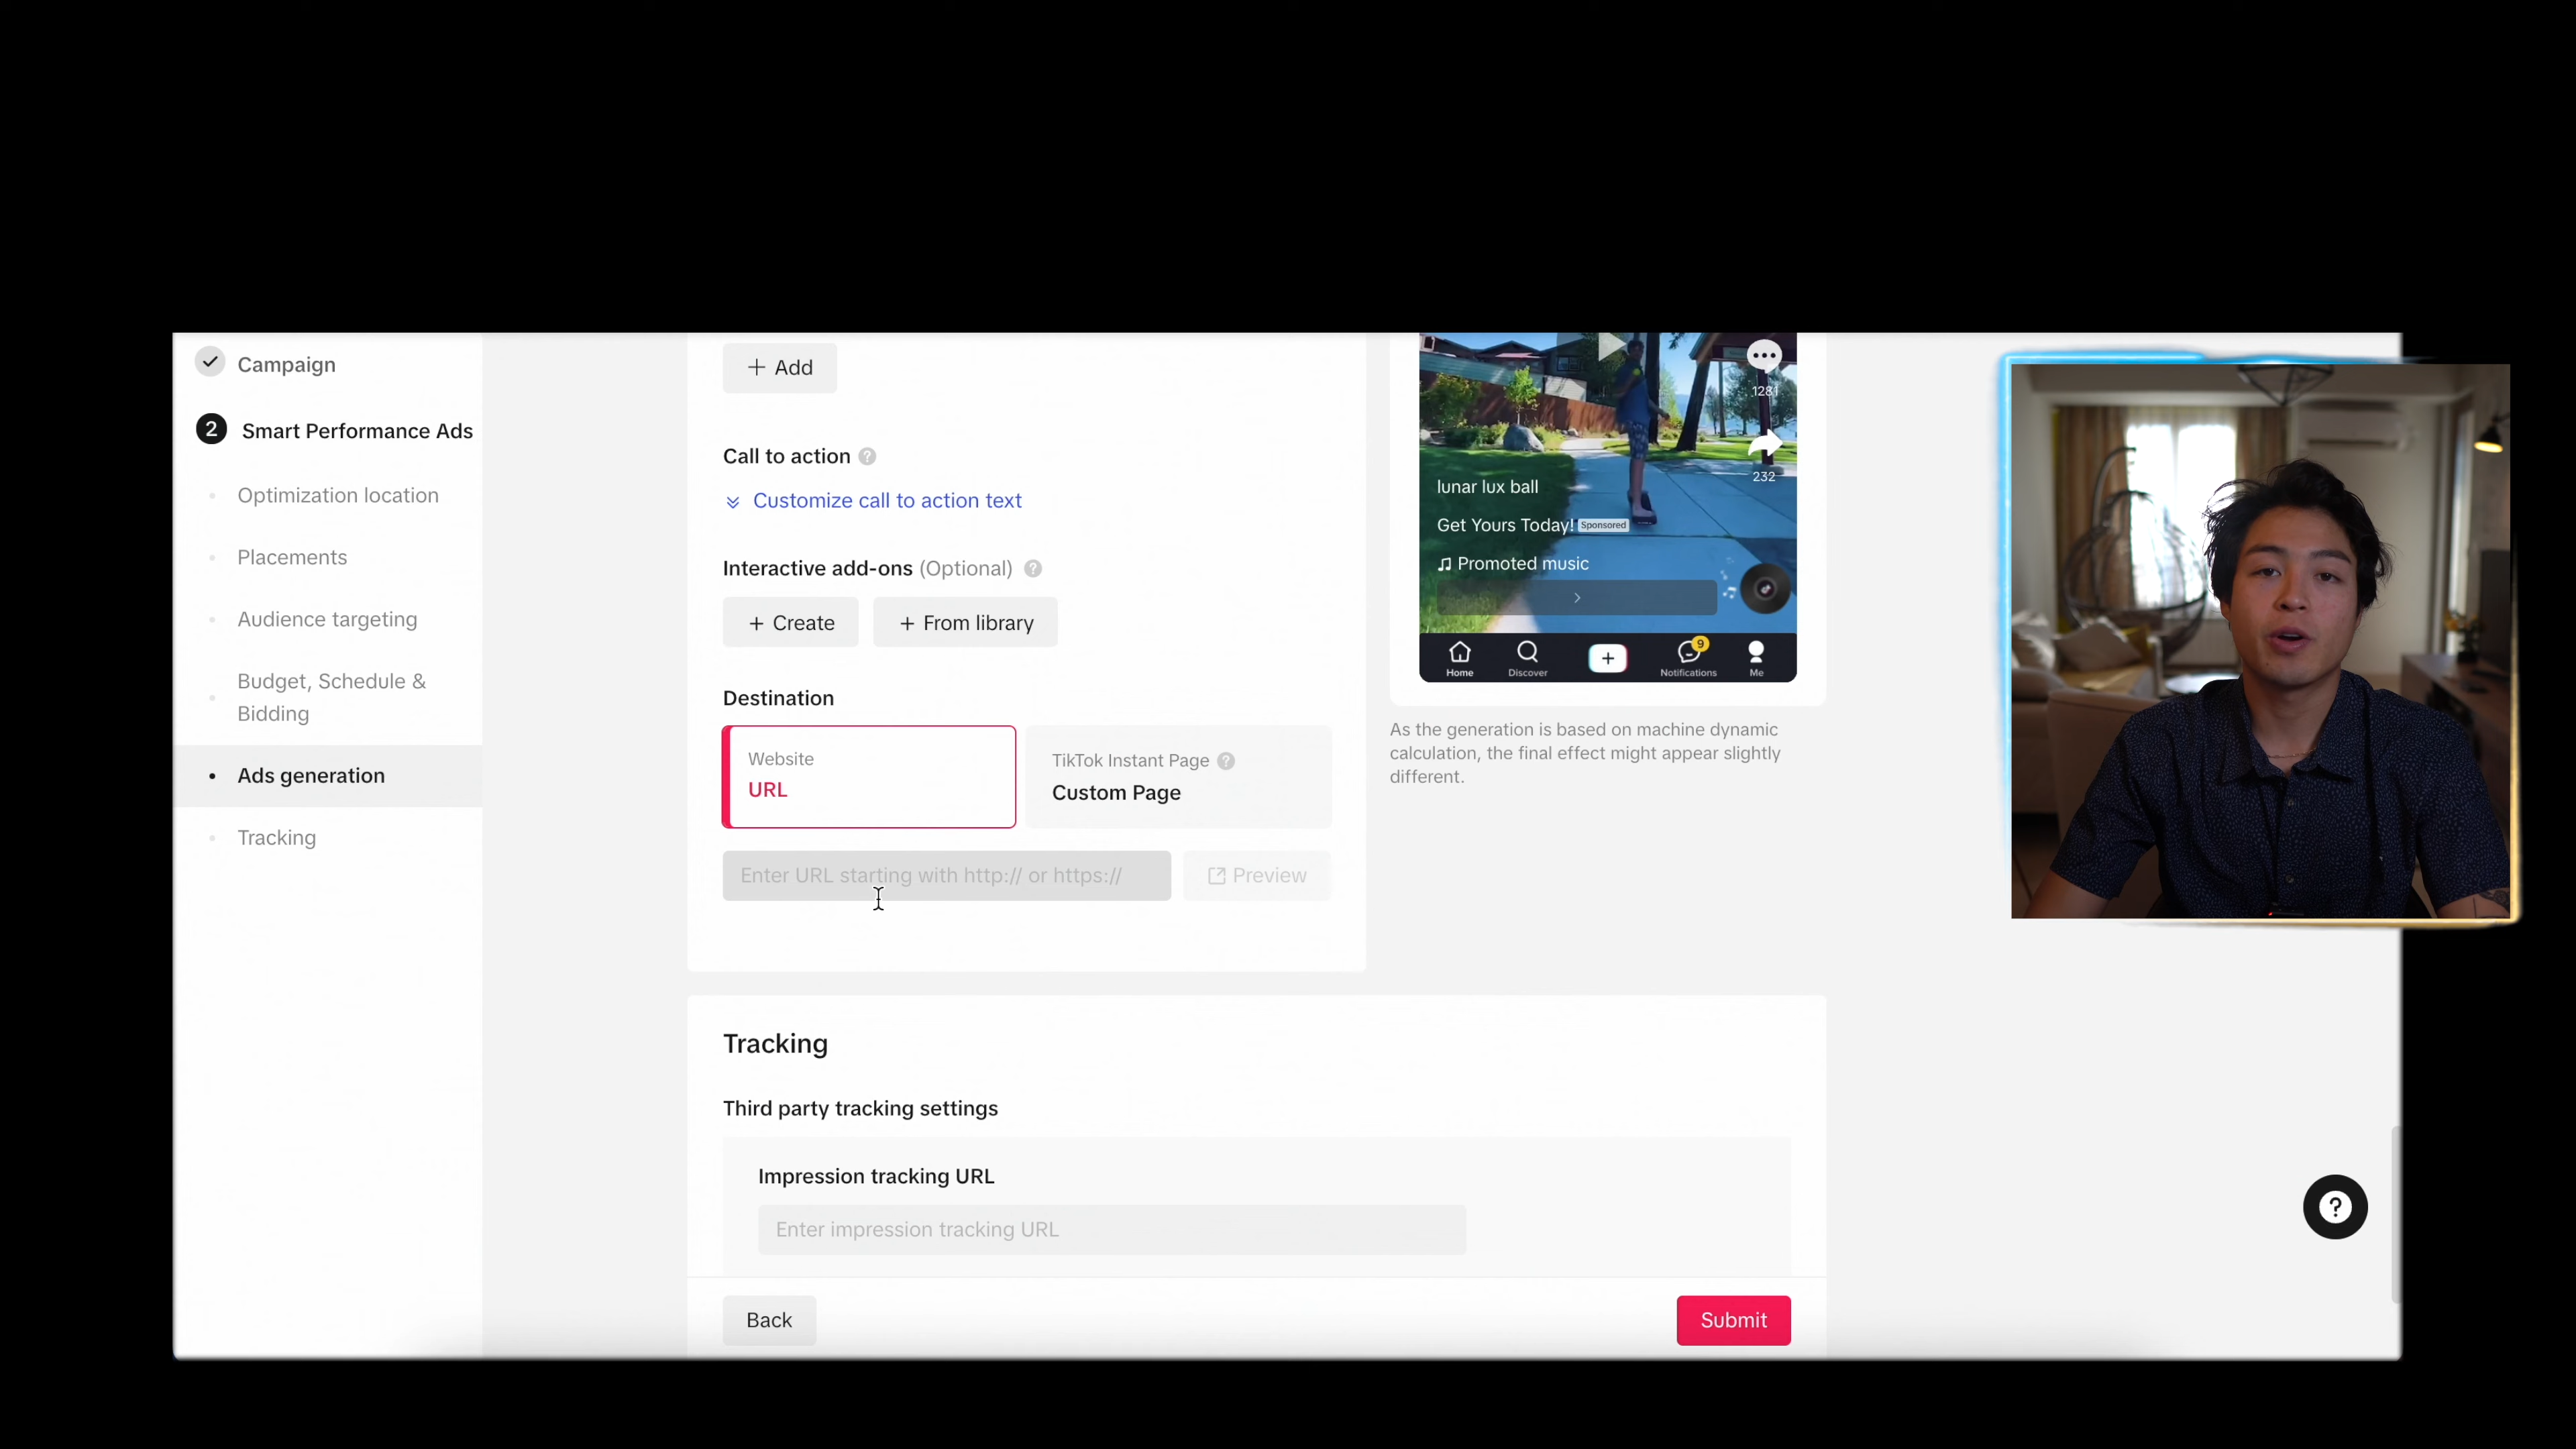 Campaign
2 Smart Performance Ads
Optimization location
Placements
Audience targeting
Budget, Schedule &
Bidding
Ads generation
Tracking
+ Add
Call to action ?
Customize call to action text
Interactive add-ons (Optional) ?
+ Create
+ From library
Destination
Website
URL
TikTok Instant Page ?
Custom Page
Enter URL starting with http:// or https://
Preview
1281
232
lunar lux ball
Get Yours Today! Sponsored
Promoted music
Home
Discover
9
Notifications
Me
As the generation is based on machine dynamic
calculation, the final effect might appear slightly
different.
Tracking
Third party tracking settings
Impression tracking URL
Enter impression tracking URL
Back
Submit
?